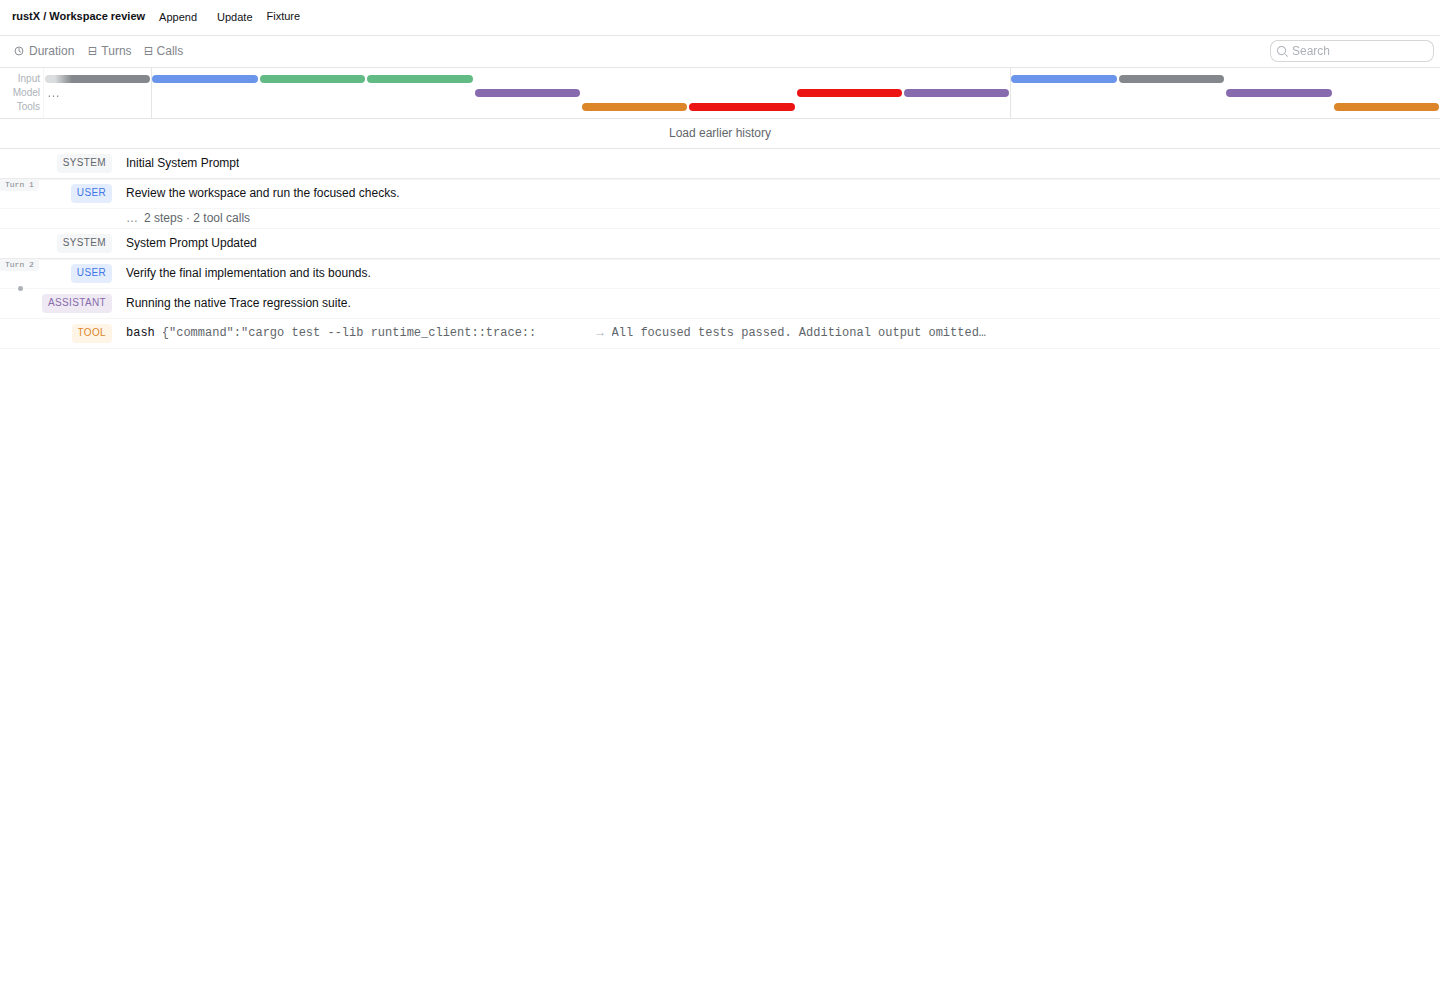 rustX / Workspace review Append Update Fixture
Duration Turns Calls Search
Input
Model ...
Tools
Load earlier history
SYSTEM Initial System Prompt
Turn 1
USER Review the workspace and run the focused checks.
… 2 steps · 2 tool calls
SYSTEM System Prompt Updated
Turn 2
USER Verify the final implementation and its bounds.
ASSISTANT Running the native Trace regression suite.
TOOL bash {"command":"cargo test --lib runtime_client::trace:: → All focused tests passed. Additional output omitted…